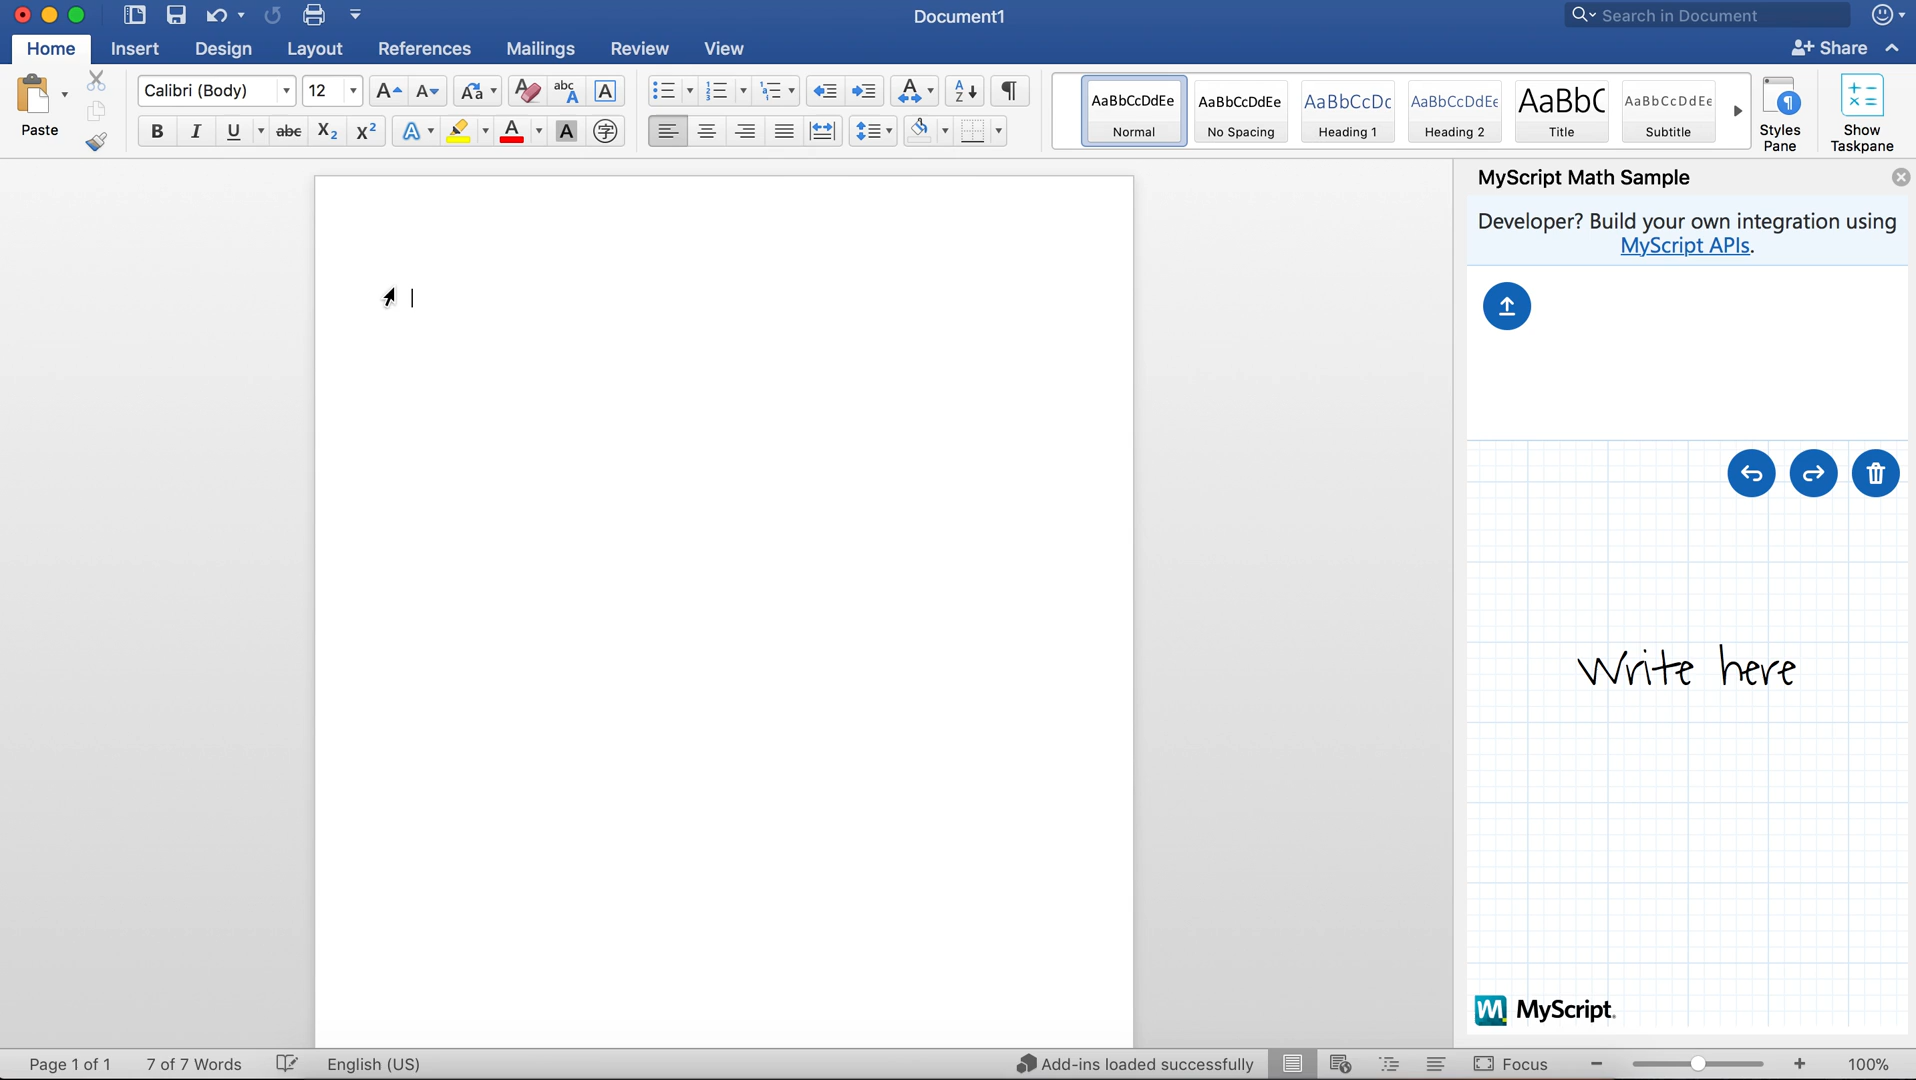 Document1
Search in Document
Home Insert Design Layout References Mailings Review View
Share
Paste
Calibri (Body) 12
AaBbCcDdEe Normal
AaBbCcDdEe No Spacing
AaBbCcDc Heading 1
AaBbCcDdEe Heading 2
AaBbC Title
AaBbCcDdEe Subtitle
Styles Pane
Show Taskpane
MyScript Math Sample
Developer? Build your own integration using
MyScript APIs.
Write here
MyScript
Page 1 of 1 7 of 7 Words English (US) Add-ins loaded successfully Focus 100%